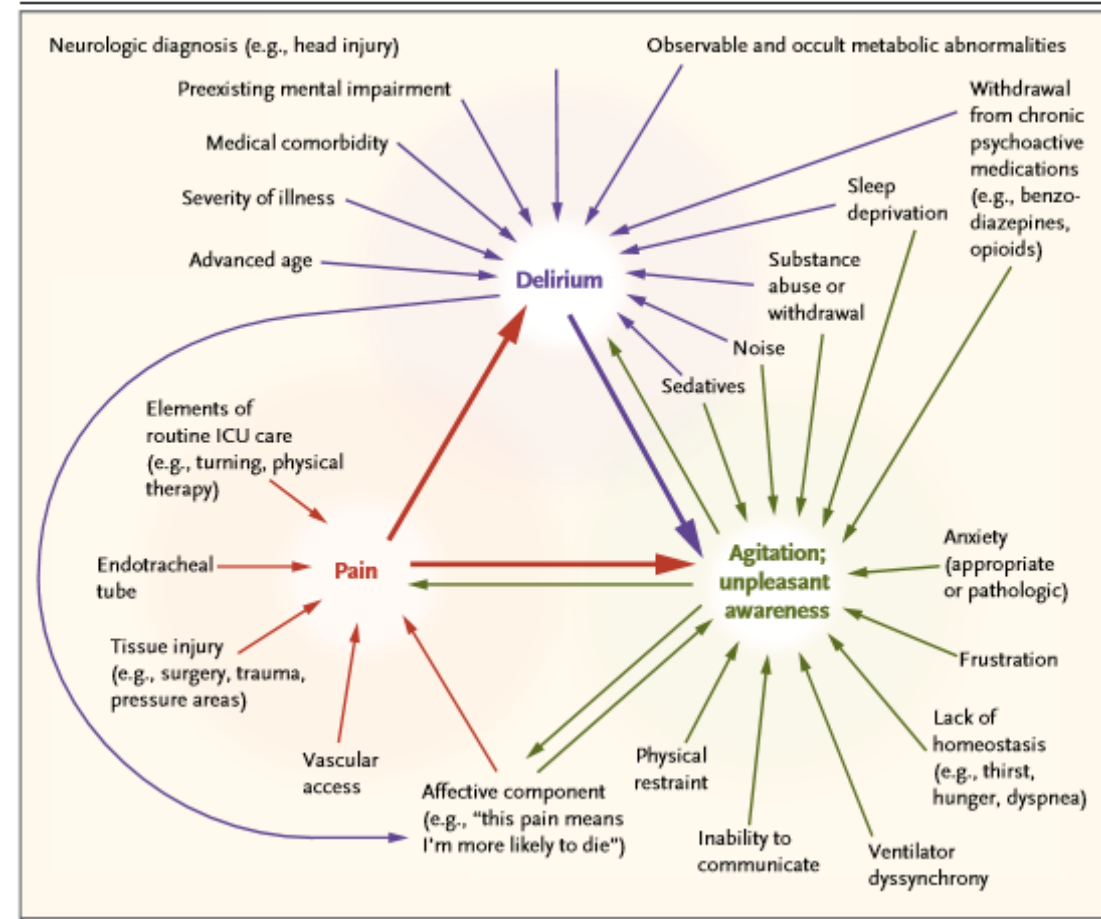 Neurologic diagnosis (e.g., head injury)
Observable and occult metabolic abnormalities
Preexisting mental impairment
Withdrawal
from chronic
psychoactive
medications
(e.g., benzo-
diazepines,
opioids)
Medical comorbidity
Sleep
deprivation
Severity of illness
Substance
abuse or
withdrawal
Advanced age
Delirium
Noise
Sedatives
Elements of
routine ICU care
(e.g., turning, physical
therapy)
Endotracheal
tube
Pain
Agitation;
unpleasant
awareness
Anxiety
(appropriate
or pathologic)
Tissue injury
(e.g., surgery, trauma,
pressure areas)
Frustration
Vascular
access
Affective component
(e.g., “this pain means
I’m more likely to die”)
Physical
restraint
Lack of
homeostasis
(e.g., thirst,
hunger, dyspnea)
Inability to
communicate
Ventilator
dyssynchrony